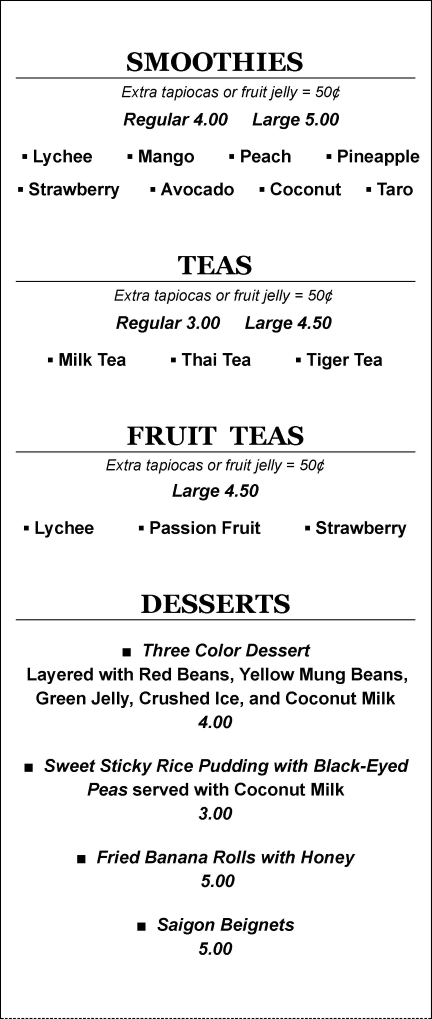 SMOOTHIES
Extra tapiocas or fruit jelly = 50¢
Regular 4.00 Large 5.00
▪ Lychee ▪ Mango ▪ Peach ▪ Pineapple
▪ Strawberry ▪ Avocado ▪ Coconut ▪ Taro
TEAS
Extra tapiocas or fruit jelly = 50¢
Regular 3.00 Large 4.50
▪ Milk Tea ▪ Thai Tea ▪ Tiger Tea
FRUIT TEAS
Extra tapiocas or fruit jelly = 50¢
Large 4.50
▪ Lychee ▪ Passion Fruit ▪ Strawberry
DESSERTS
■ Three Color Dessert
Layered with Red Beans, Yellow Mung Beans,
Green Jelly, Crushed Ice, and Coconut Milk
4.00
■ Sweet Sticky Rice Pudding with Black-Eyed
Peas served with Coconut Milk
3.00
■ Fried Banana Rolls with Honey
5.00
■ Saigon Beignets
5.00